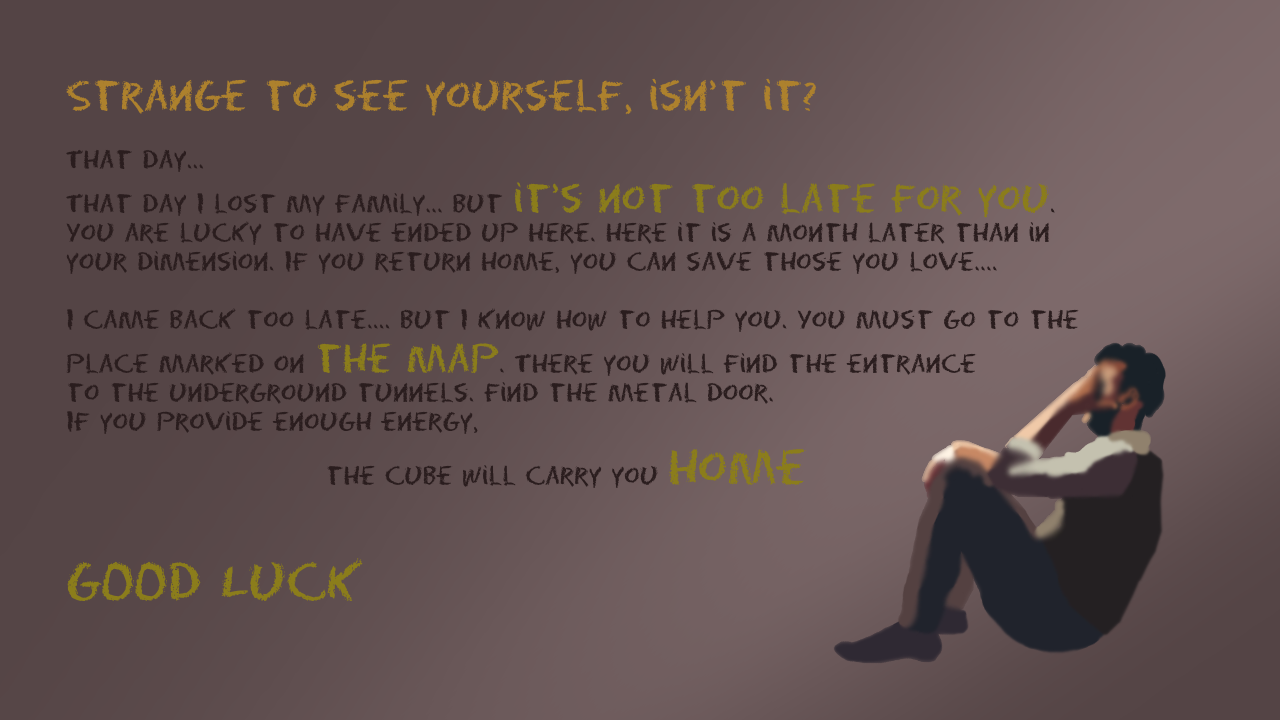 STRANGE TO SEE YOURSELF, ISN'T IT?
THAT DAY...
THAT DAY I LOST MY FAMILY... BUT IT'S NOT TOO LATE FOR YOU.
YOU ARE LUCKY TO HAVE ENDED UP HERE. HERE IT IS A MONTH LATER THAN IN
YOUR DIMENSION. IF YOU RETURN HOME, YOU CAN SAVE THOSE YOU LOVE....
I CAME BACK TOO LATE.... BUT I KNOW HOW TO HELP YOU. YOU MUST GO TO THE
PLACE MARKED ON THE MAP. THERE YOU WILL FIND THE ENTRANCE
TO THE UNDERGROUND TUNNELS. FIND THE METAL DOOR.
IF YOU PROVIDE ENOUGH ENERGY,
THE CUBE WILL CARRY YOU HOME
GOOD LUCK